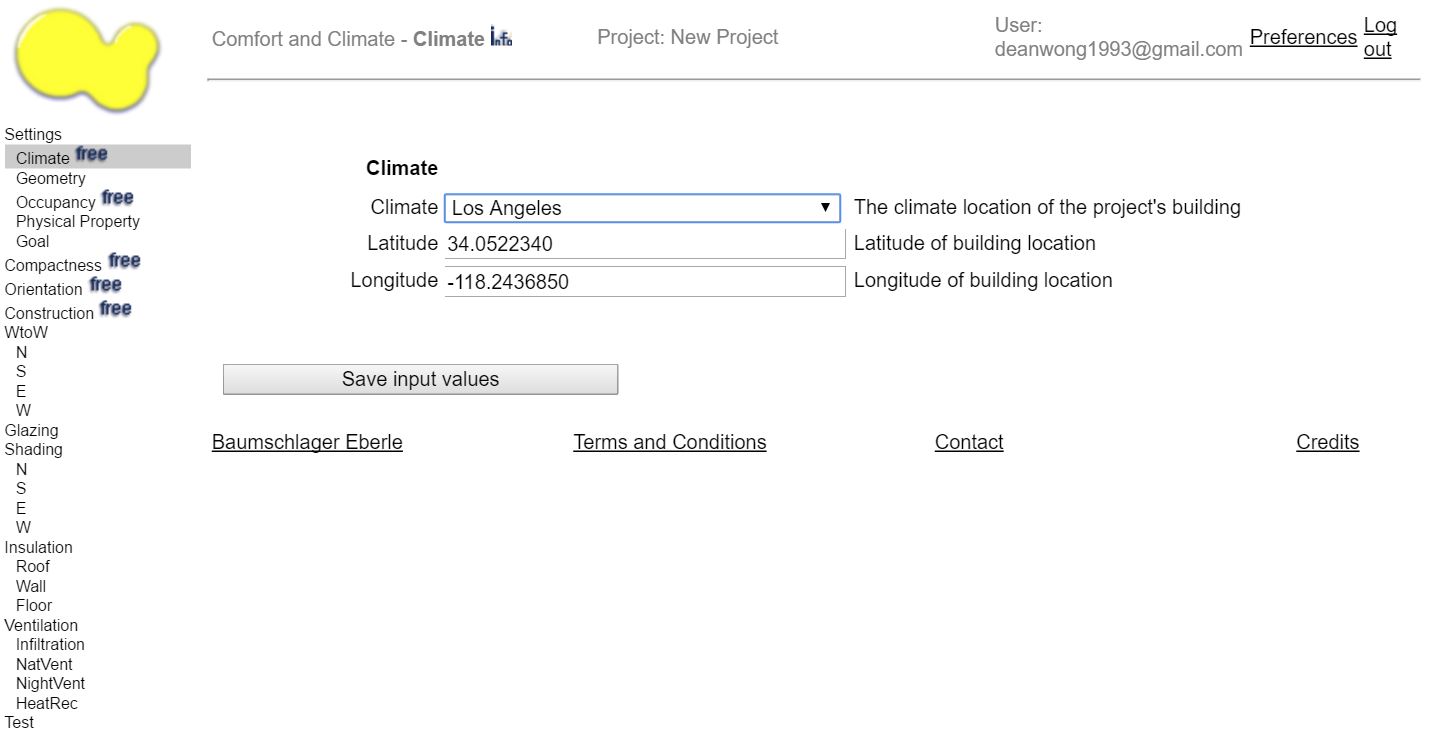 Comfort and Climate - Climate info
Project: New Project
User:
deanwong1993@gmail.com
Preferences
Log
out
Settings
Climate free
Geometry
Occupancy free
Physical Property
Goal
Compactness free
Orientation free
Construction free
WtoW
N
S
E
W
Glazing
Shading
N
S
E
W
Insulation
Roof
Wall
Floor
Ventilation
Infiltration
NatVent
NightVent
HeatRec
Test
Climate
Climate Los Angeles ▼ The climate location of the project's building
Latitude 34.0522340 Latitude of building location
Longitude -118.2436850 Longitude of building location
Save input values
Baumschlager Eberle Terms and Conditions Contact Credits